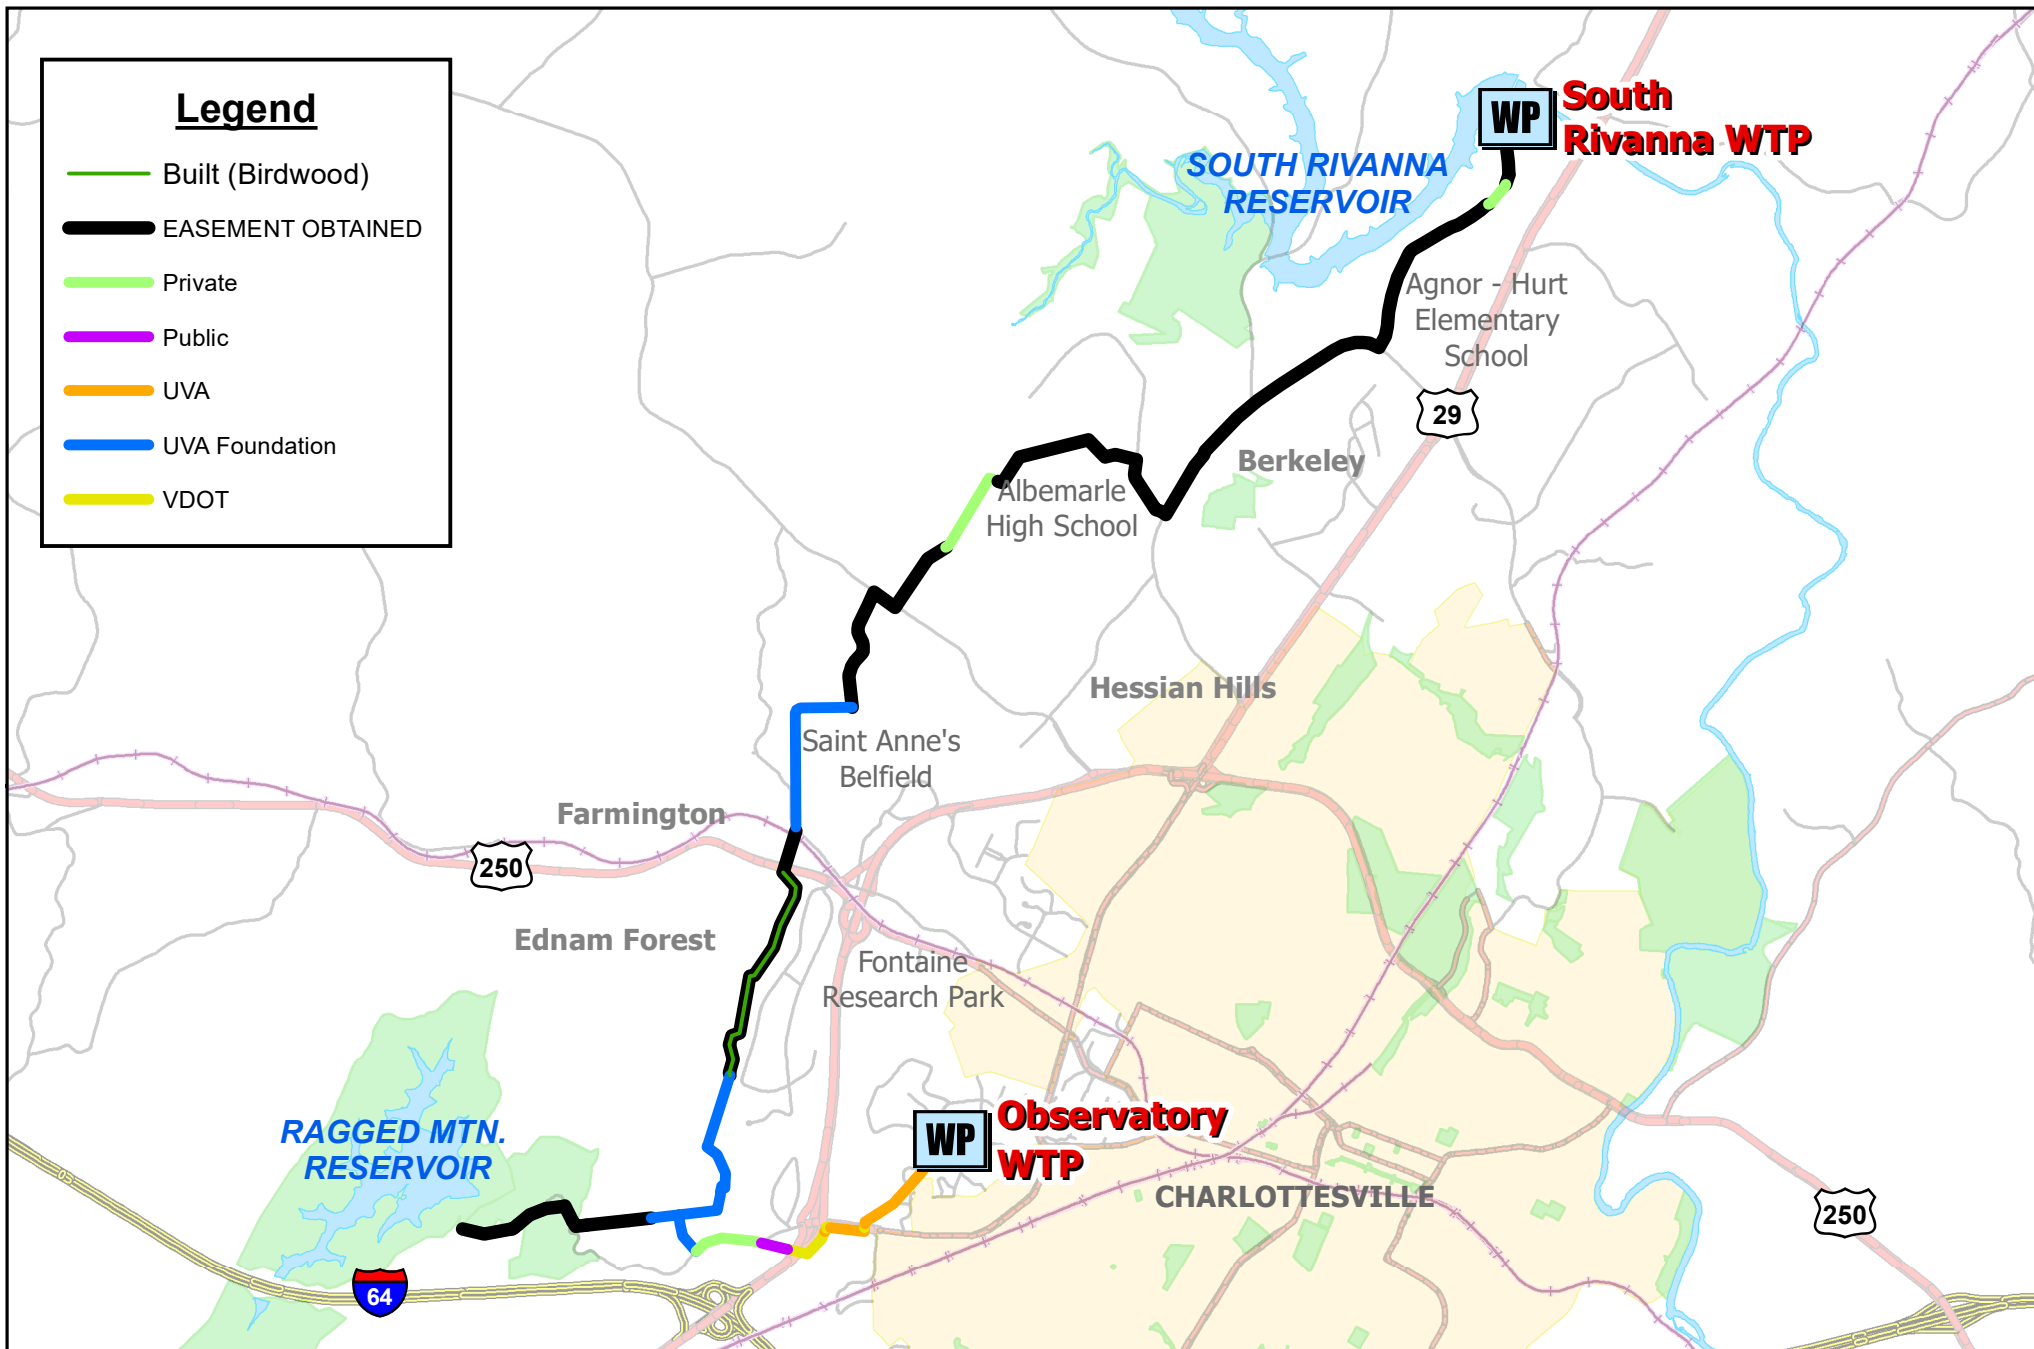 Legend
Built (Birdwood)
EASEMENT OBTAINED
Private
Public
UVA
UVA Foundation
VDOT
WP
South
Rivanna WTP
SOUTH RIVANNA
RESERVOIR
Agnor - Hurt
Elementary
School
29
Berkeley
Albemarle
High School
Hessian Hills
Saint Anne's
Belfield
Farmington
250
Ednam Forest
Fontaine
Research Park
RAGGED MTN.
RESERVOIR
WP
Observatory
WTP
CHARLOTTESVILLE
250
64